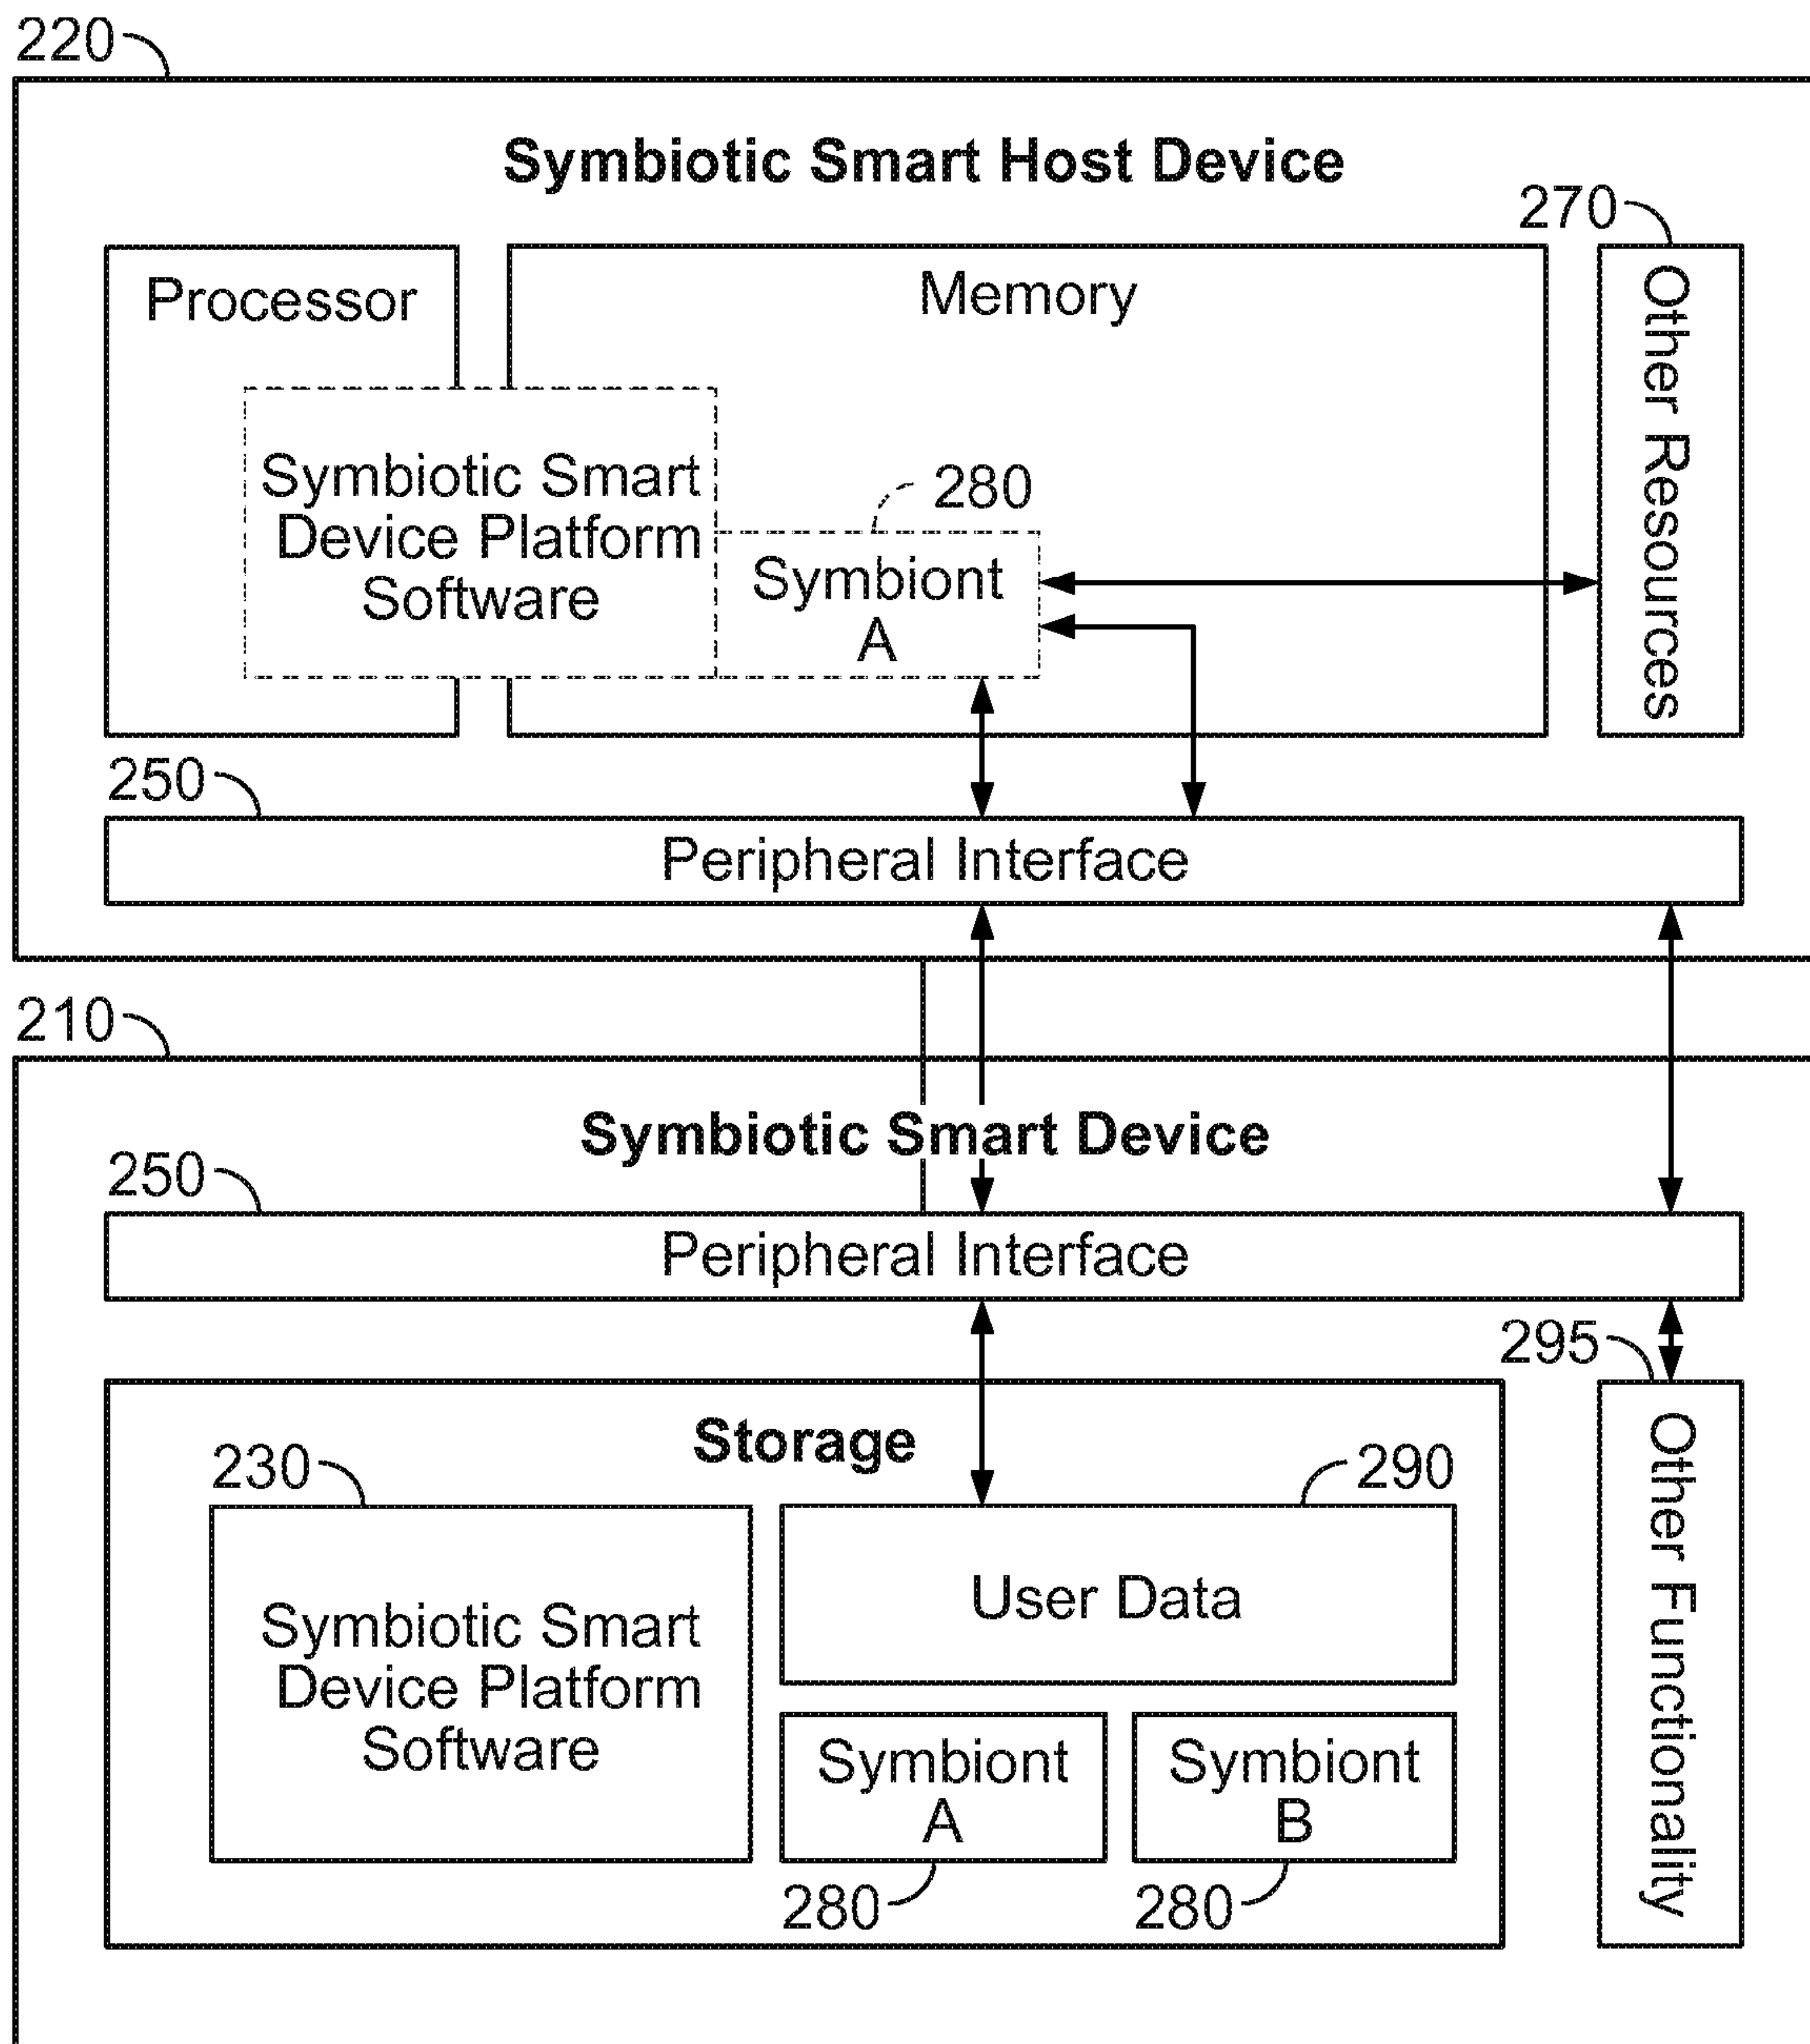 220
Symbiotic Smart Host Device
270
Processor
Memory
Other Resources
Symbiotic Smart
Device Platform
Software
280
Symbiont
A
250
Peripheral Interface
210
Symbiotic Smart Device
250
Peripheral Interface
295
Storage
230
290
User Data
Other Functionallity
Symbiotic Smart
Device Platform
Software
Symbiont
A
Symbiont
B
280
280